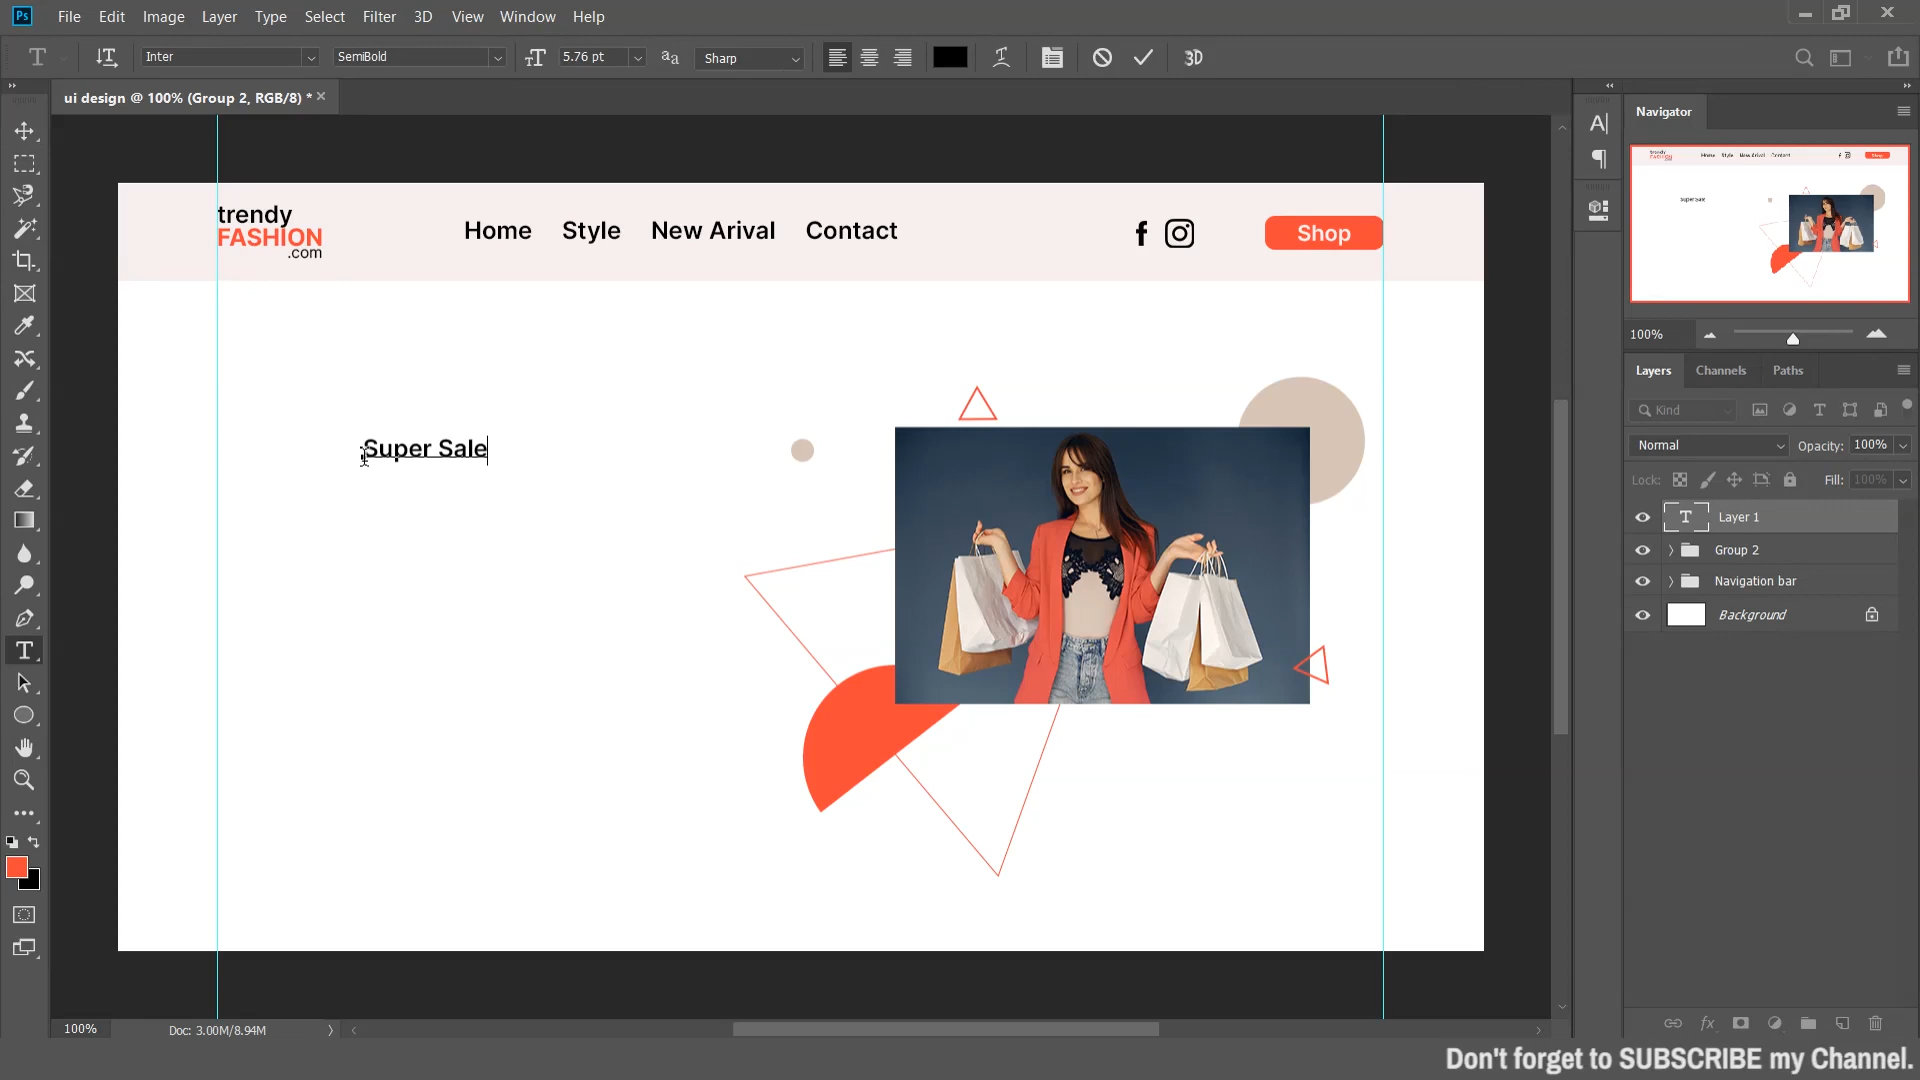 Ps File Edit Image Layer Type Select Filter 3D View Window Help
T Inter SemiBold 5.76 pt Sharp 3D
ui design @ 100% (Group 2, RGB/8) * ×
Navigator
trendy
FASHION
.com
Home Style New Arival Contact
Shop
Super Sale
100%
Layers Channels Paths
Kind
Normal Opacity: 100%
Lock: Fill: 100%
T Layer 1
Group 2
Navigation bar
Background
fx
100% Doc: 3.00M/8.94M
Don't forget to SUBSCRIBE my Channel.